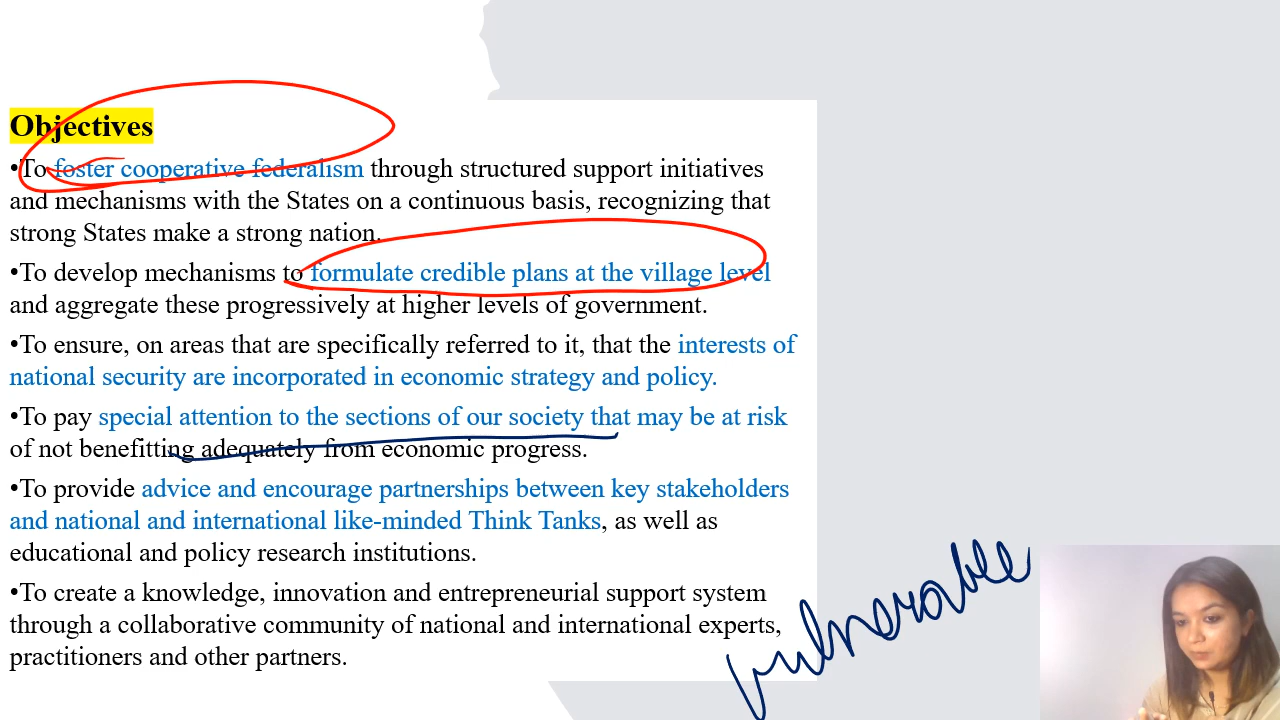 Objectives
•To foster cooperative federalism through structured support initiatives
and mechanisms with the States on a continuous basis, recognizing that
strong States make a strong nation.
•To develop mechanisms to formulate credible plans at the village level
and aggregate these progressively at higher levels of government.
•To ensure, on areas that are specifically referred to it, that the interests of
national security are incorporated in economic strategy and policy.
•To pay special attention to the sections of our society that may be at risk
of not benefitting adequately from economic progress.
•To provide advice and encourage partnerships between key stakeholders
and national and international like-minded Think Tanks, as well as
educational and policy research institutions.
•To create a knowledge, innovation and entrepreneurial support system
through a collaborative community of national and international experts,
practitioners and other partners.
vulnerable